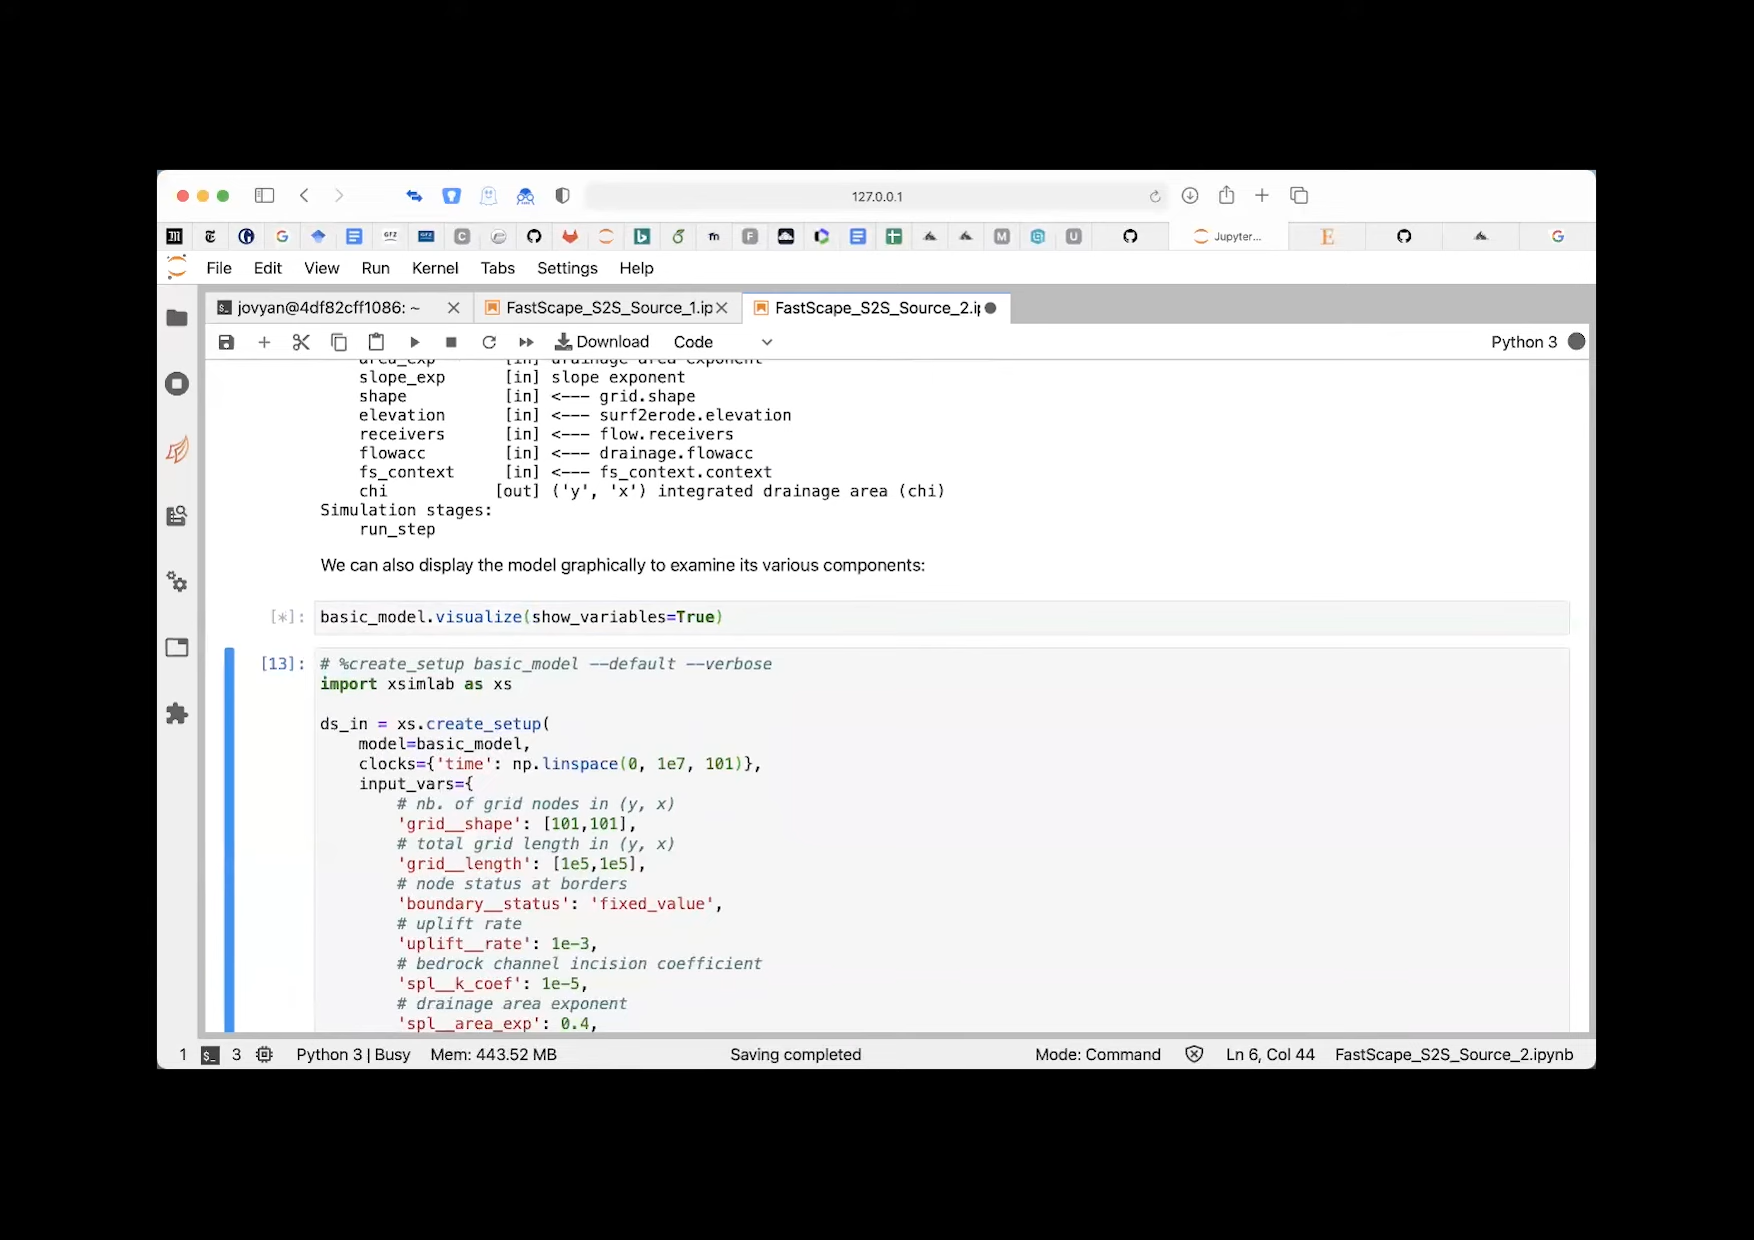 127.0.0.1
Jupyter...
File Edit View Run Kernel Tabs Settings Help
jovyan@4df82cff1086: ~
FastScape_S2S_Source_1.ip
FastScape_S2S_Source_2.i
Download Code Python 3
area_exp [in] drainage area exponent
slope_exp [in] slope exponent
shape [in] <--- grid.shape
elevation [in] <--- surf2erode.elevation
receivers [in] <--- flow.receivers
flowacc [in] <--- drainage.flowacc
fs_context [in] <--- fs_context.context
chi [out] ('y', 'x') integrated drainage area (chi)
Simulation stages:
run_step
We can also display the model graphically to examine its various components:
[*]: basic_model.visualize(show_variables=True)
[13]: # %create_setup basic_model --default --verbose
import xsimlab as xs
ds_in = xs.create_setup(
model=basic_model,
clocks={'time': np.linspace(0, 1e7, 101)},
input_vars={
# nb. of grid nodes in (y, x)
'grid__shape': [101,101],
# total grid length in (y, x)
'grid__length': [1e5,1e5],
# node status at borders
'boundary__status': 'fixed_value',
# uplift rate
'uplift__rate': 1e-3,
# bedrock channel incision coefficient
'spl__k_coef': 1e-5,
# drainage area exponent
'spl__area_exp': 0.4,
1 3 Python 3 | Busy Mem: 443.52 MB Saving completed Mode: Command Ln 6, Col 44 FastScape_S2S_Source_2.ipynb